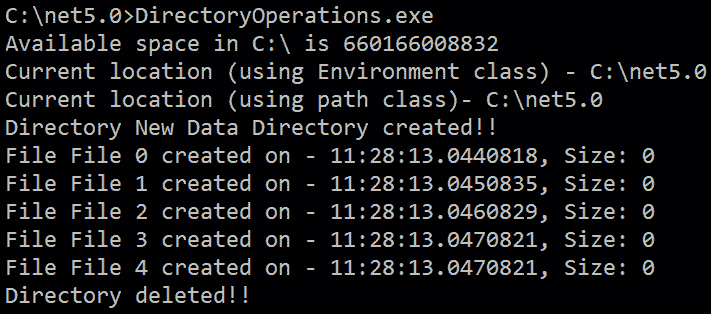 C:\net5.0>DirectoryOperations.exe
Available space in C:\ is 660166008832
Current location (using Environment class) - C:\net5.0
Current location (using path class)- C:\net5.0
Directory New Data Directory created!!
File File 0 created on - 11:28:13.0440818, Size: 0
File File 1 created on - 11:28:13.0450835, Size: 0
File File 2 created on - 11:28:13.0460829, Size: 0
File File 3 created on - 11:28:13.0470821, Size: 0
File File 4 created on - 11:28:13.0470821, Size: 0
Directory deleted!!